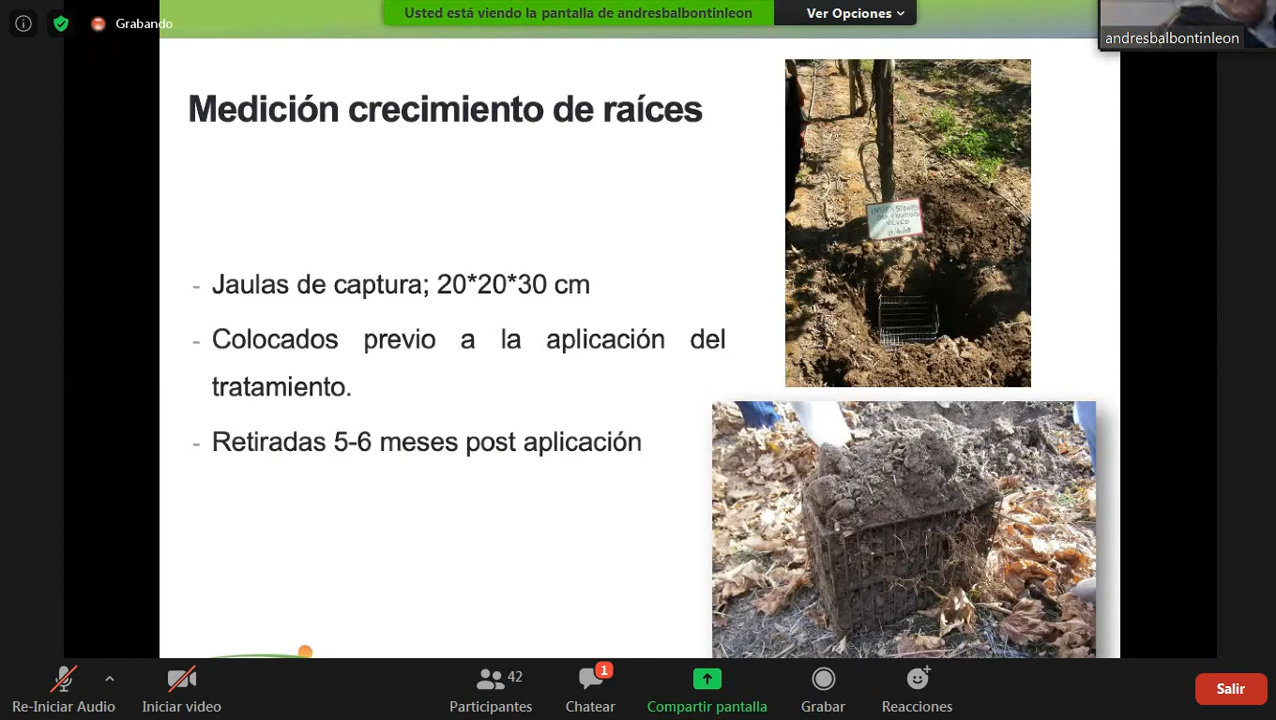 Grabando
Usted está viendo la pantalla de andresbalbontinleon
Ver Opciones
andresbalbontinleon
Medición crecimiento de raíces
- Jaulas de captura; 20*20*30 cm
- Colocados previo a la aplicación del
tratamiento.
- Retiradas 5-6 meses post aplicación
Re-Iniciar Audio
Iniciar video
42
Participantes
1
Chatear
Compartir pantalla
Grabar
Reacciones
Salir